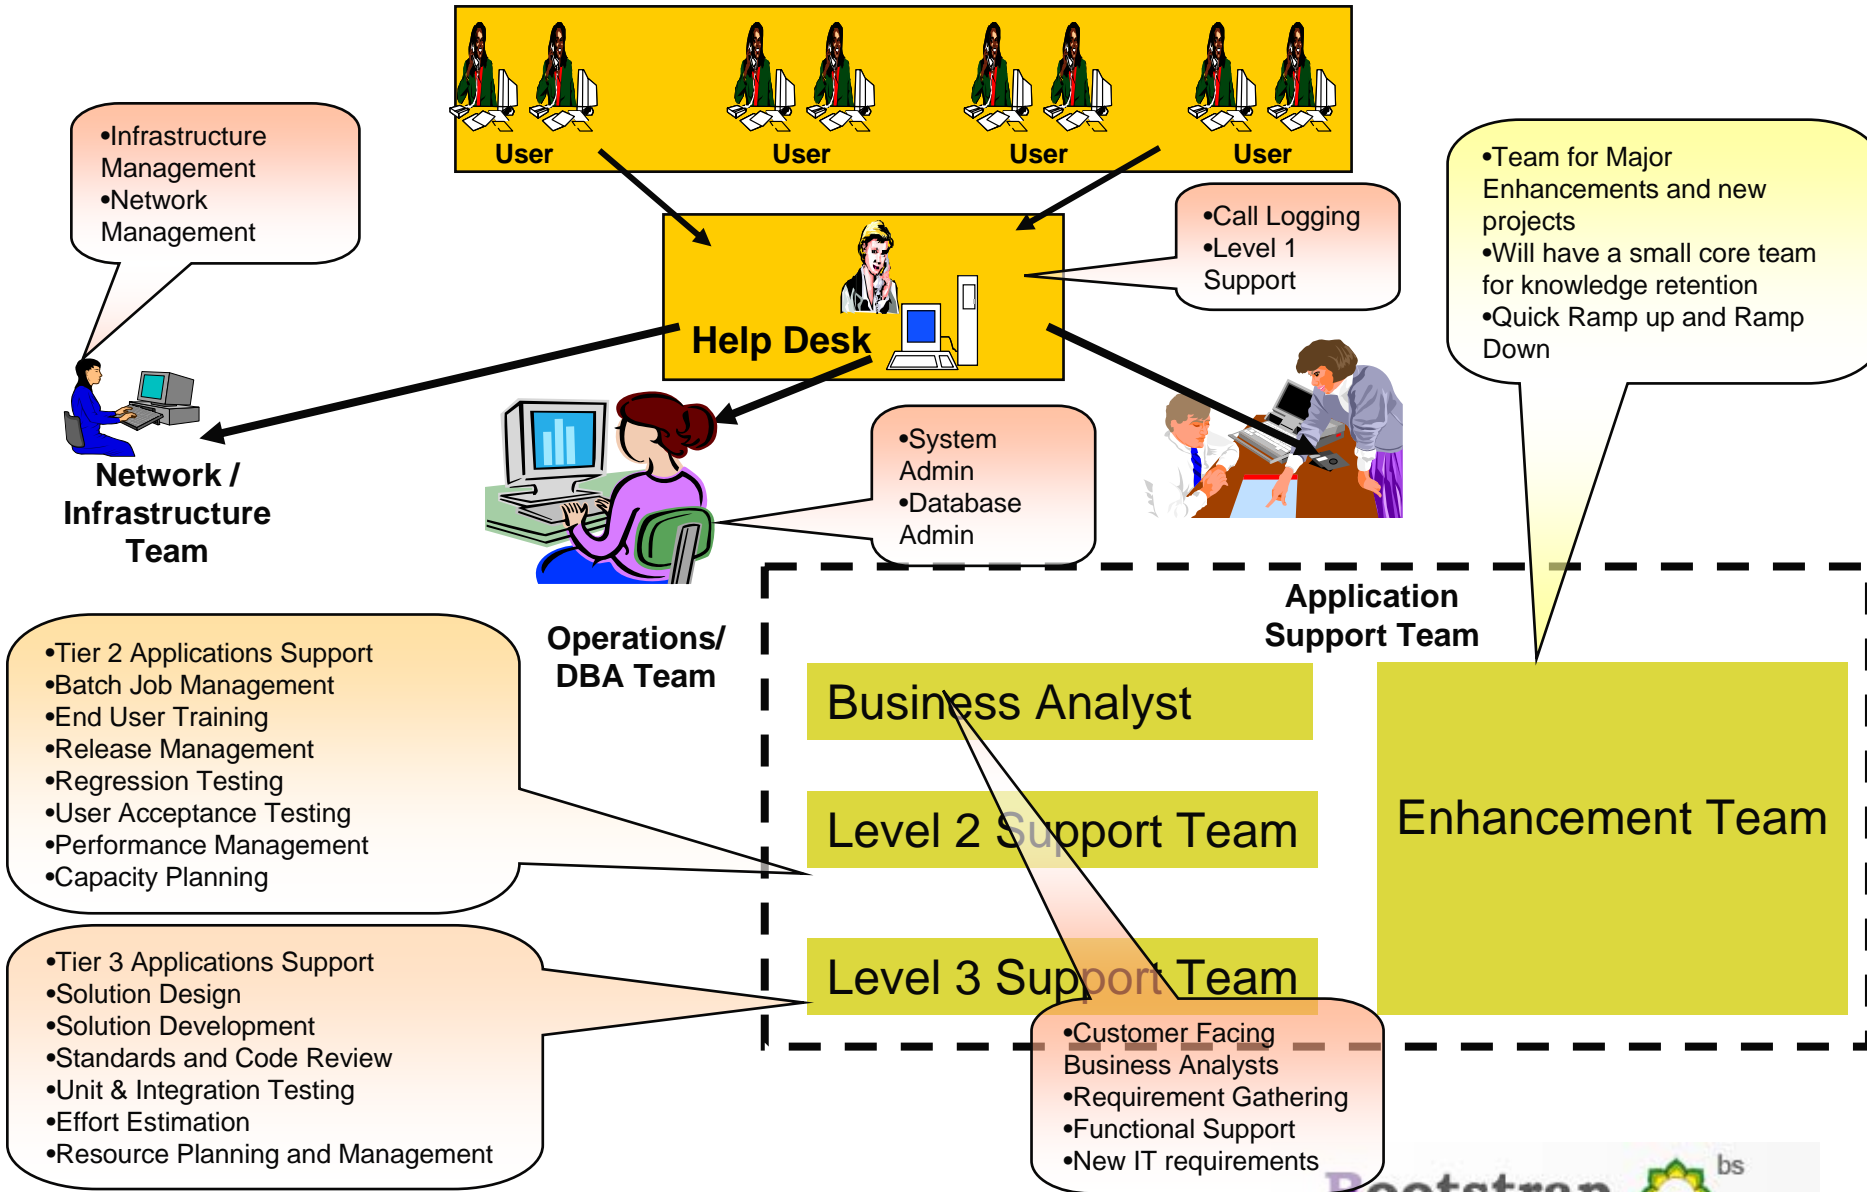 User
User
User
User
•Infrastructure
Management
•Network
Management
•Call Logging
•Level 1
Support
•Team for Major
Enhancements and new
projects
•Will have a small core team
for knowledge retention
•Quick Ramp up and Ramp
Down
Help Desk
•System
Admin
•Database
Admin
Network /
Infrastructure
Team
Operations/
DBA Team
Application
Support Team
•Tier 2 Applications Support
•Batch Job Management
•End User Training
•Release Management
•Regression Testing
•User Acceptance Testing
•Performance Management
•Capacity Planning
Business Analyst
Level 2 Support Team
Level 3 Support Team
Enhancement Team
•Tier 3 Applications Support
•Solution Design
•Solution Development
•Standards and Code Review
•Unit & Integration Testing
•Effort Estimation
•Resource Planning and Management
•Customer Facing
Business Analysts
•Requirement Gathering
•Functional Support
•New IT requirements
Bootstrap
bs